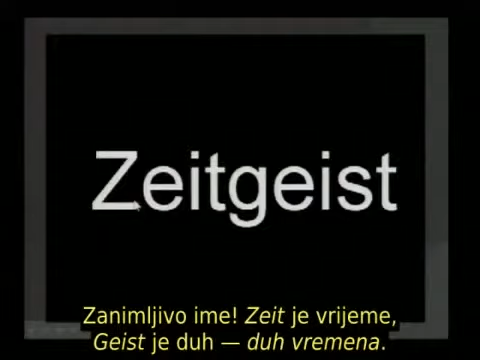 Zeitgeist
Zanimljivo ime! Zeit je vrijeme,
Geist je duh — duh vremena.